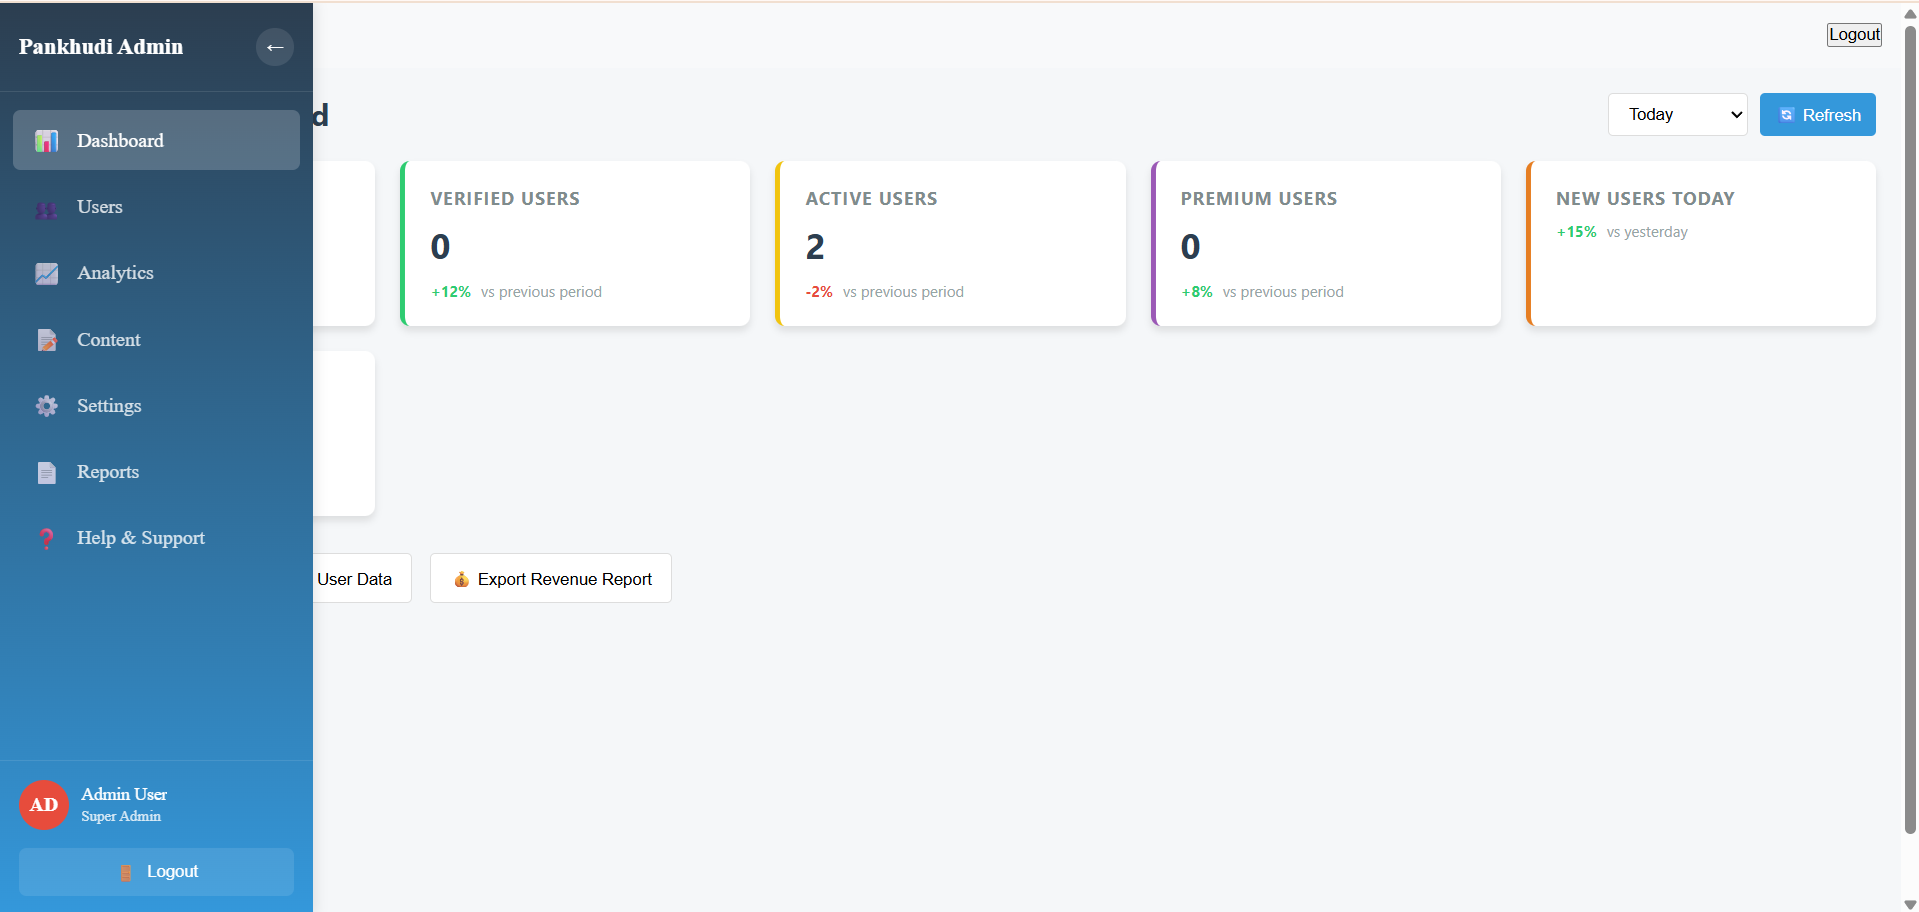 Pankhudi Admin
←
Logout
Dashboard
Users
Analytics
Content
Settings
Reports
Help & Support
Admin User
Super Admin
AD
Logout
d
Today
Refresh
VERIFIED USERS
0
+12% vs previous period
ACTIVE USERS
2
-2% vs previous period
PREMIUM USERS
0
+8% vs previous period
NEW USERS TODAY
+15% vs yesterday
User Data
Export Revenue Report